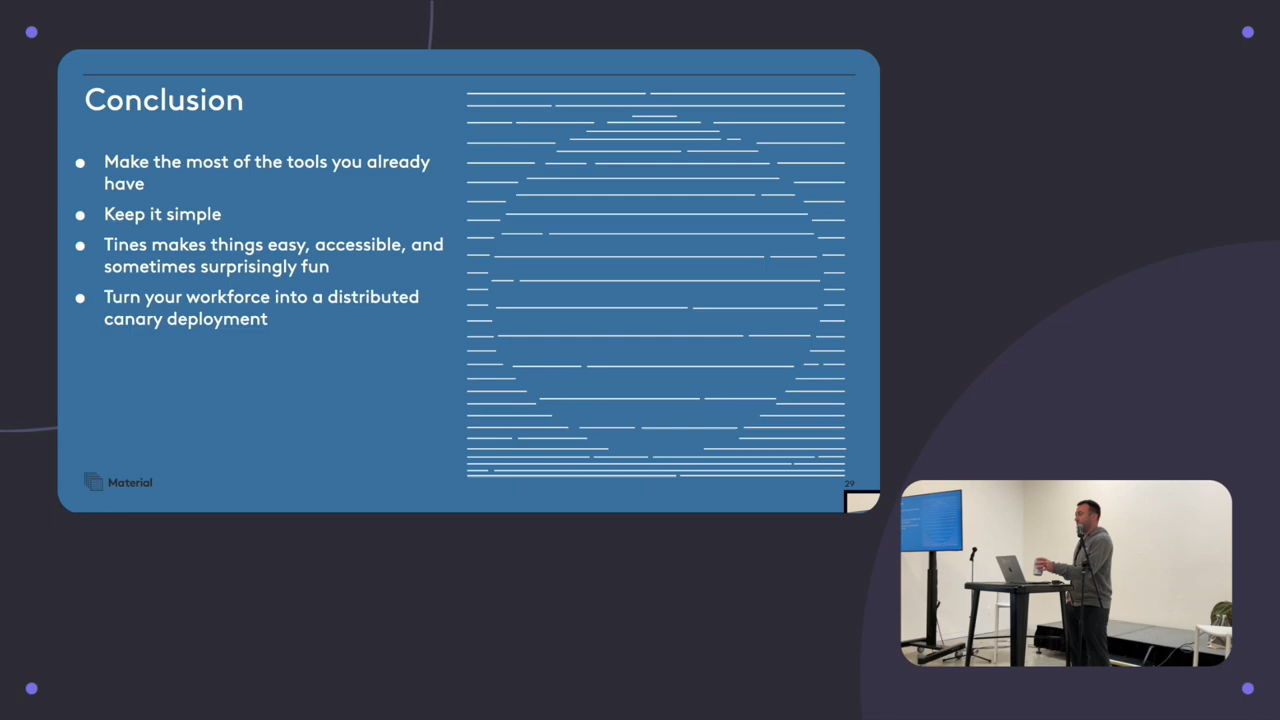 Conclusion
Make the most of the tools you already
have
Keep it simple
Tines makes things easy, accessible, and
sometimes surprisingly fun
Turn your workforce into a distributed
canary deployment
Material
29